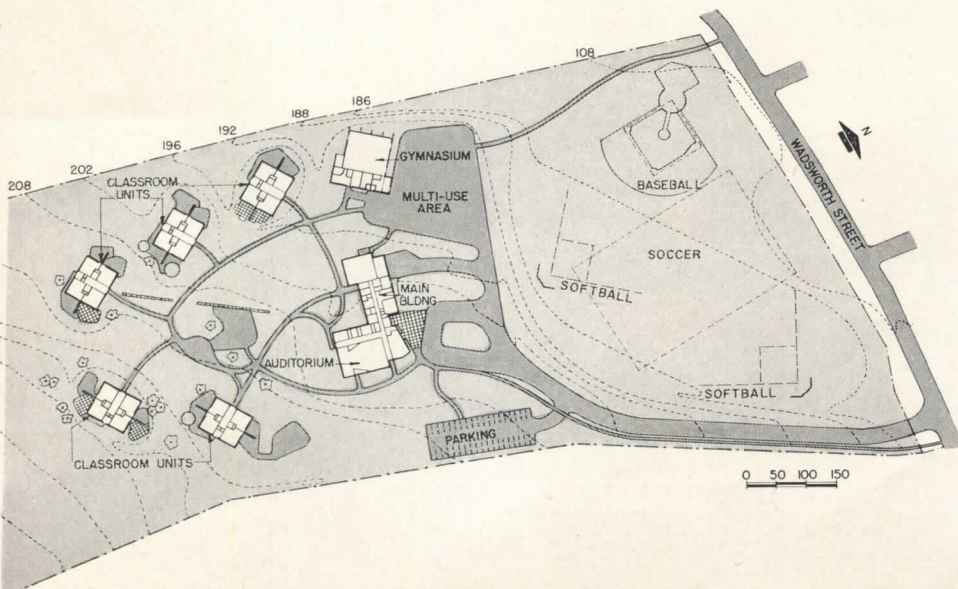 108
186
188
192
196
202
208
N
WADSWORTH STREET
GYMNASIUM
MULTI-USE
AREA
CLASSROOM
UNITS
BASEBALL
SOCCER
SOFTBALL
MAIN
BLDNG
AUDITORIUM
SOFTBALL
PARKING
CLASSROOM UNITS
0 50 100 150